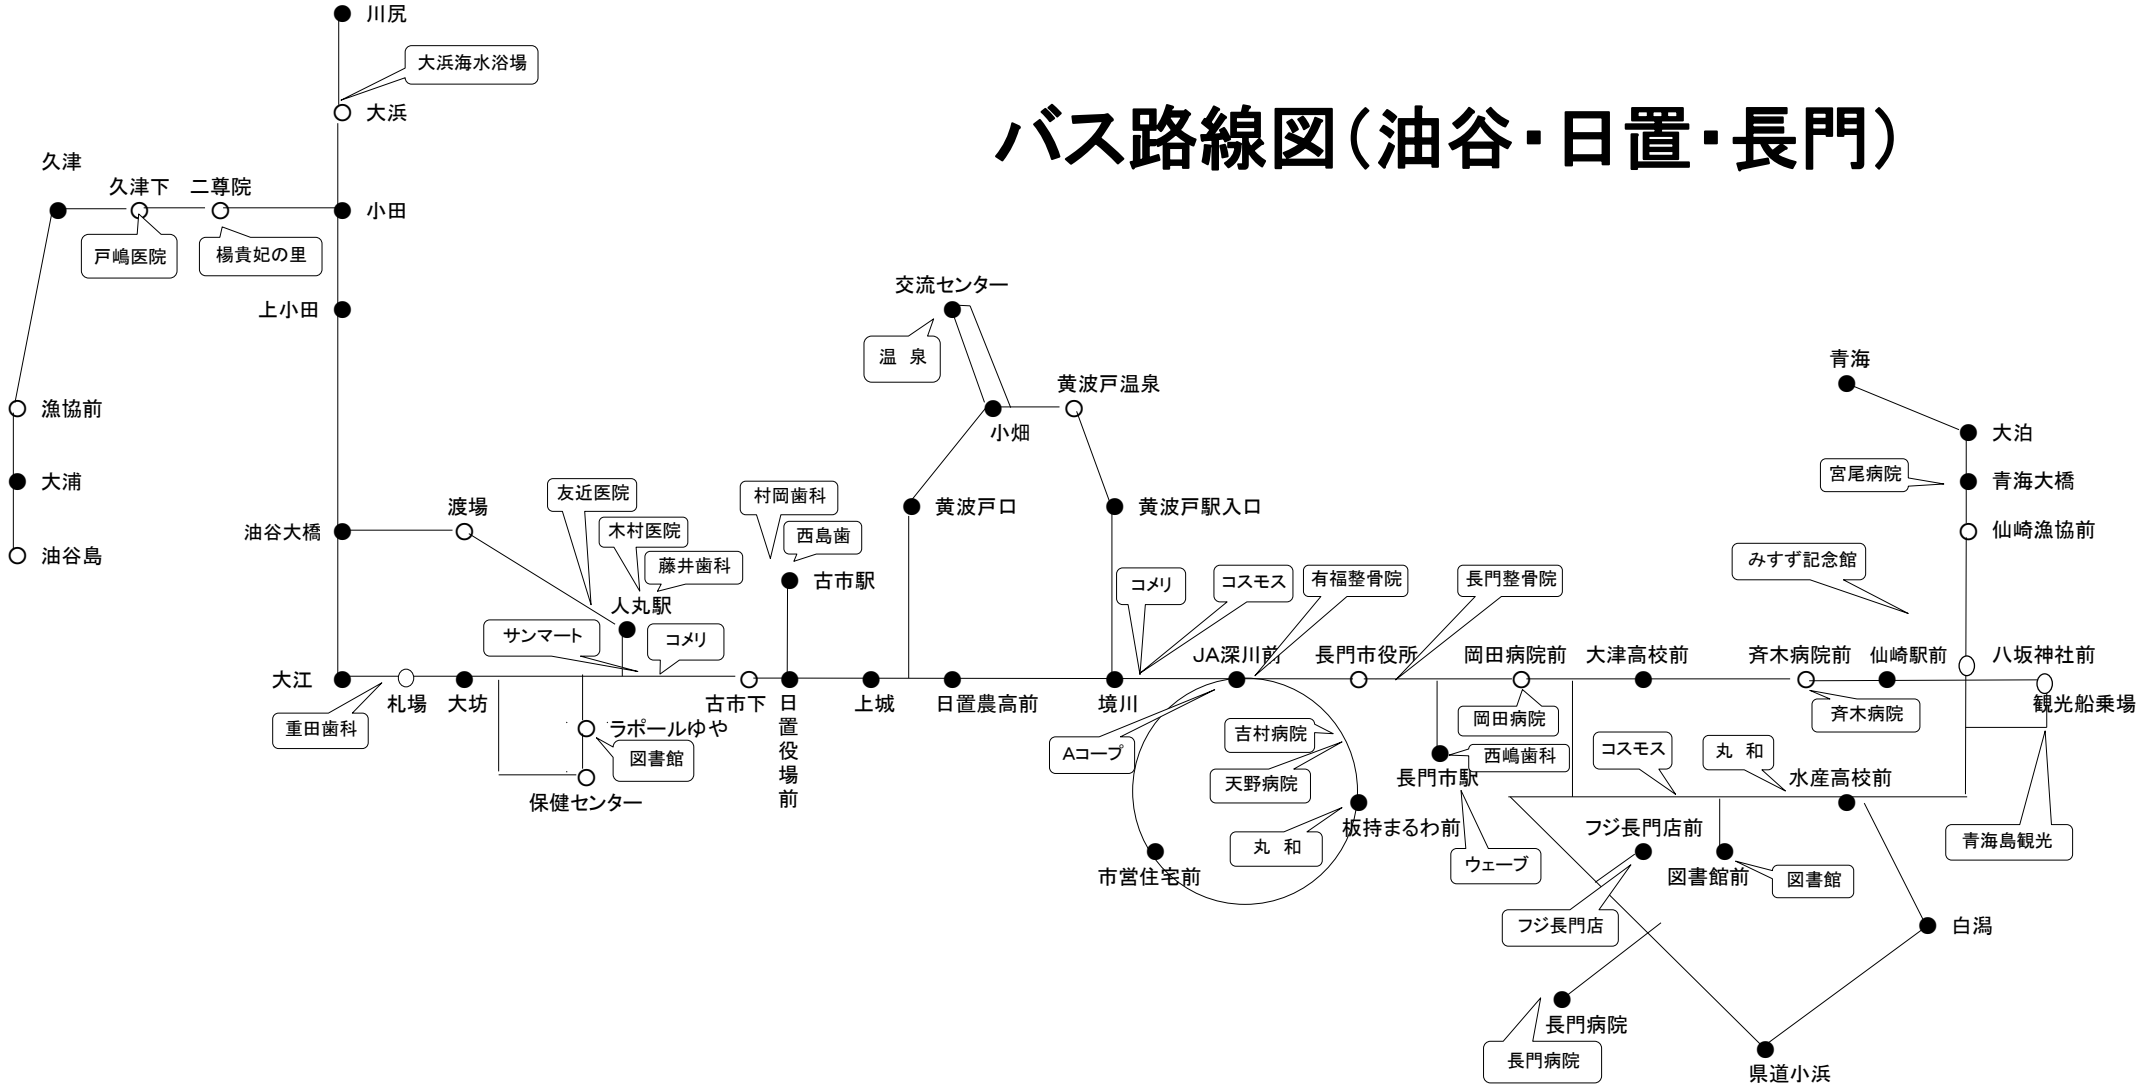 川尻
大浜海水浴場
大浜
バス路線図(油谷・日置・長門)
久津
久津下
二尊院
小田
戸嶋医院
楊貴妃の里
交流センター
上小田
温 泉
黄波戸温泉
青海
漁協前
小畑
大泊
大浦
宮尾病院
青海大橋
友近医院
村岡歯科
渡場
黄波戸口
黄波戸駅入口
油谷大橋
木村医院
西島歯
仙崎漁協前
油谷島
藤井歯科
みすず記念館
古市駅
コメリ
コスモス
有福整骨院
長門整骨院
人丸駅
サンマート
コメリ
JA深川前
長門市役所
岡田病院前
大津高校前
斉木病院前
仙崎駅前
八坂神社前
大江
札場
大坊
古市下
日置役場前
上城
日置農高前
境川
観光船乗場
重田歯科
ラポールゆや
岡田病院
斉木病院
図書館
Aコープ
吉村病院
西嶋歯科
コスモス
丸 和
長門市駅
水産高校前
天野病院
保健センター
板持まるわ前
フジ長門店前
青海島観光
丸 和
ウェーブ
市営住宅前
図書館前
図書館
フジ長門店
白潟
長門病院
長門病院
県道小浜